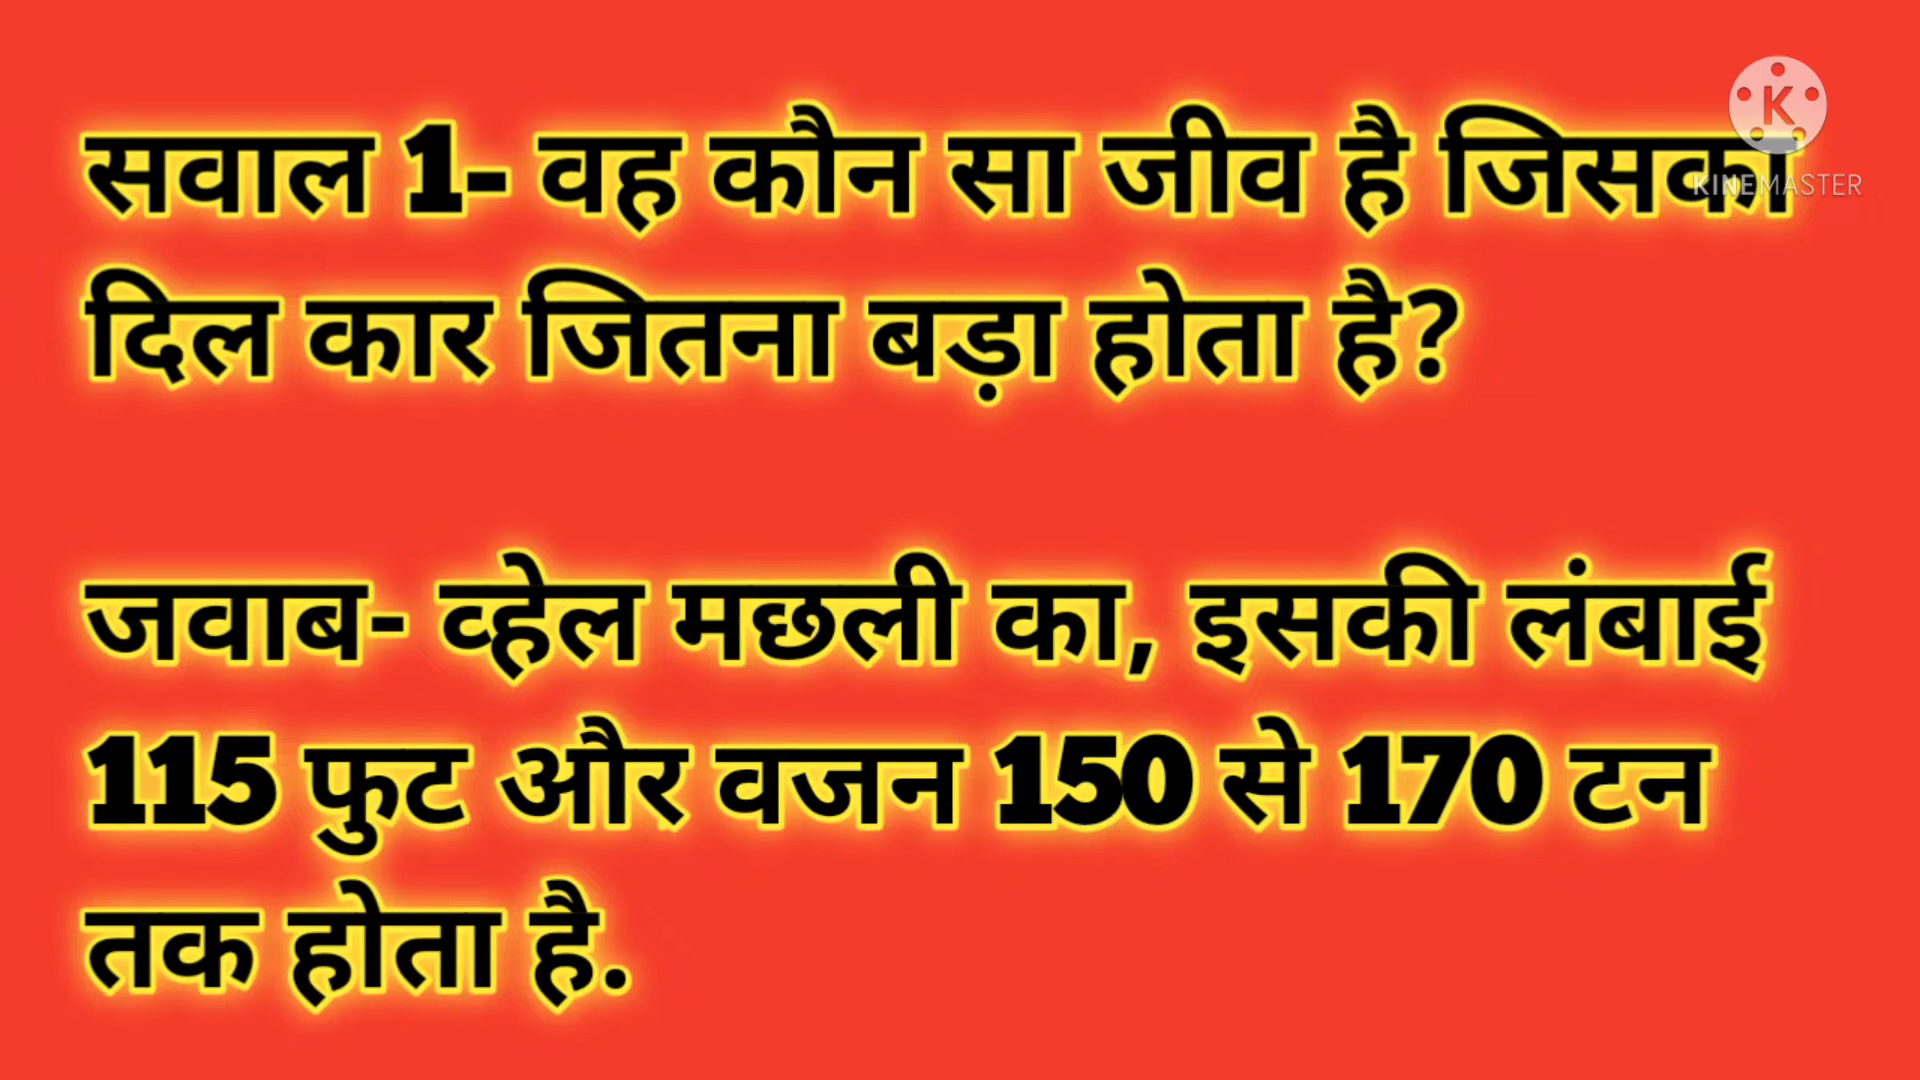 सवाल 1- वह कौन सा जीव है जिसका
दिल कार जितना बड़ा होता है?
जवाब- व्हेल मछली का, इसकी लंबाई
115 फुट और वजन 150 से 170 टन
तक होता है.
K
KINEMASTER